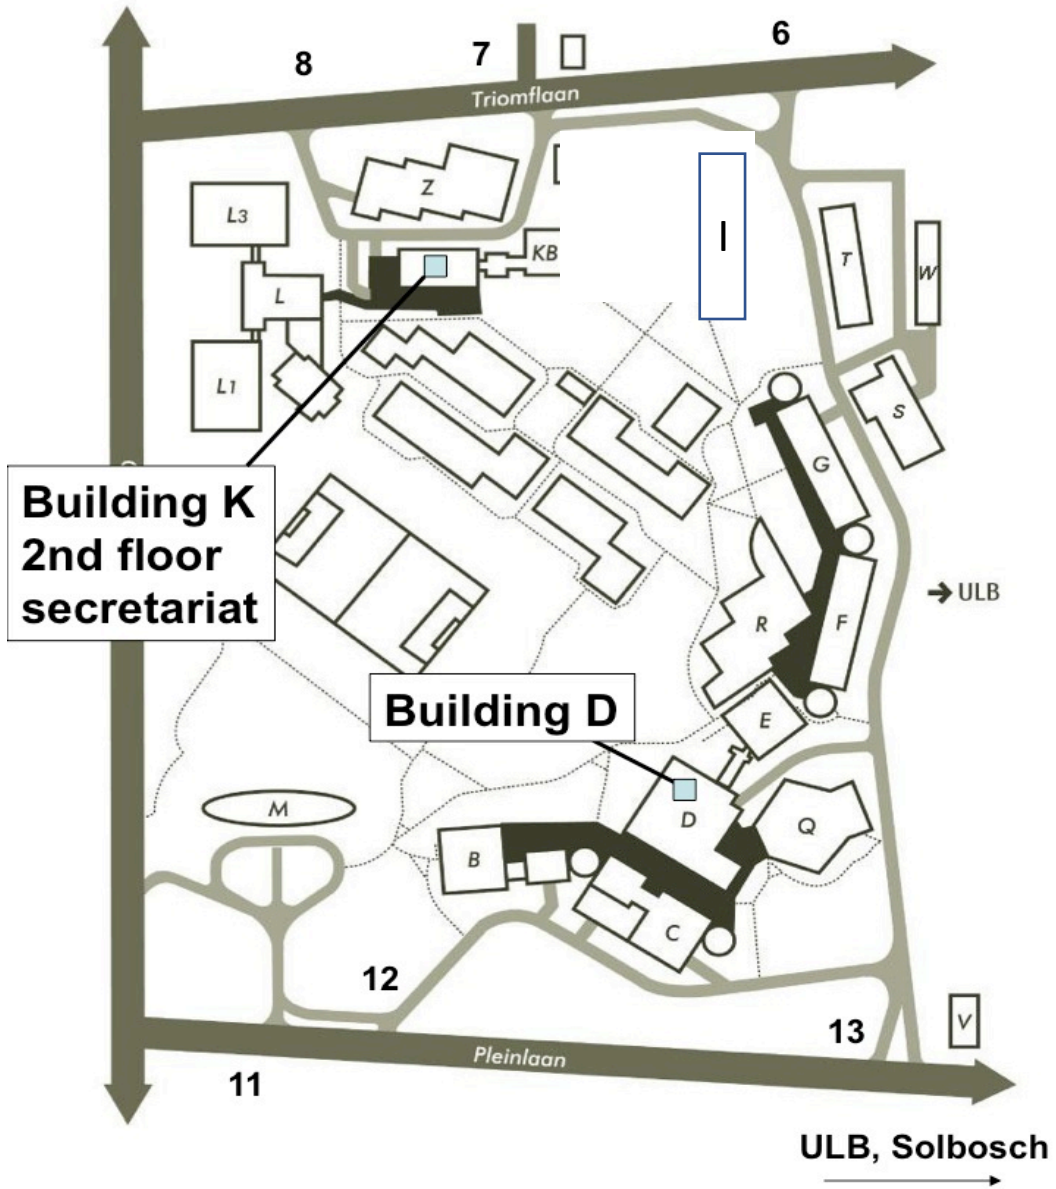 6
7
8
Triomflaan
Z
L3
KB
I
T
W
L
L1
S
G
Building K
2nd floor
secretariat
➔ ULB
R
F
Building D
E
M
D
Q
B
C
12
13
V
Pleinlaan
11
ULB, Solbosch